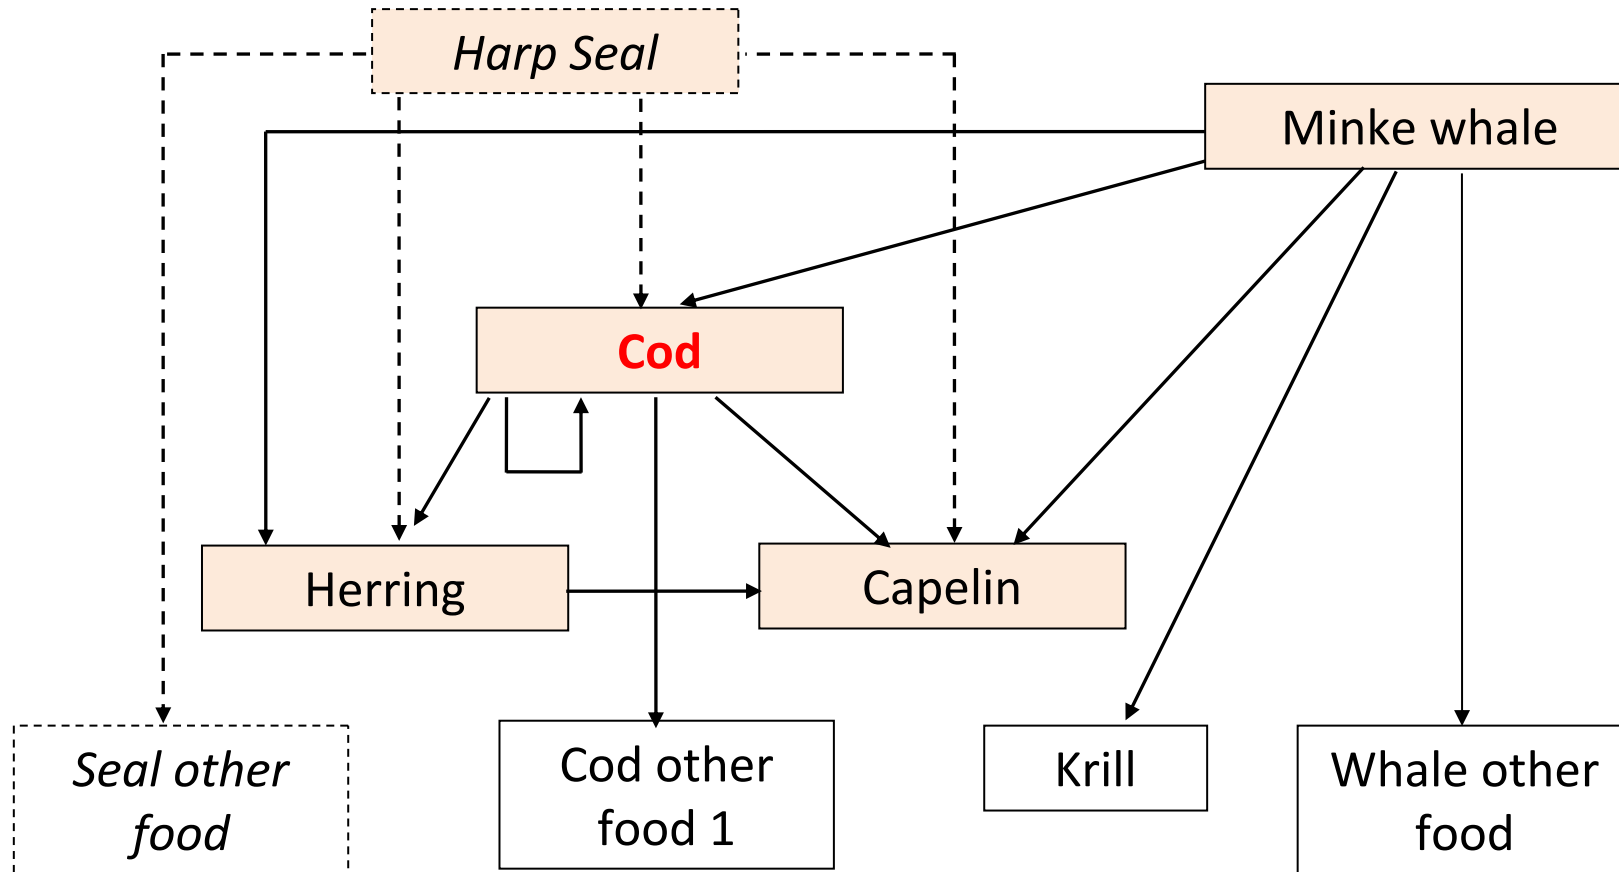 Harp Seal
Minke whale
Cod
Herring
Capelin
Seal other
food
Cod other
food 1
Krill
Whale other
food